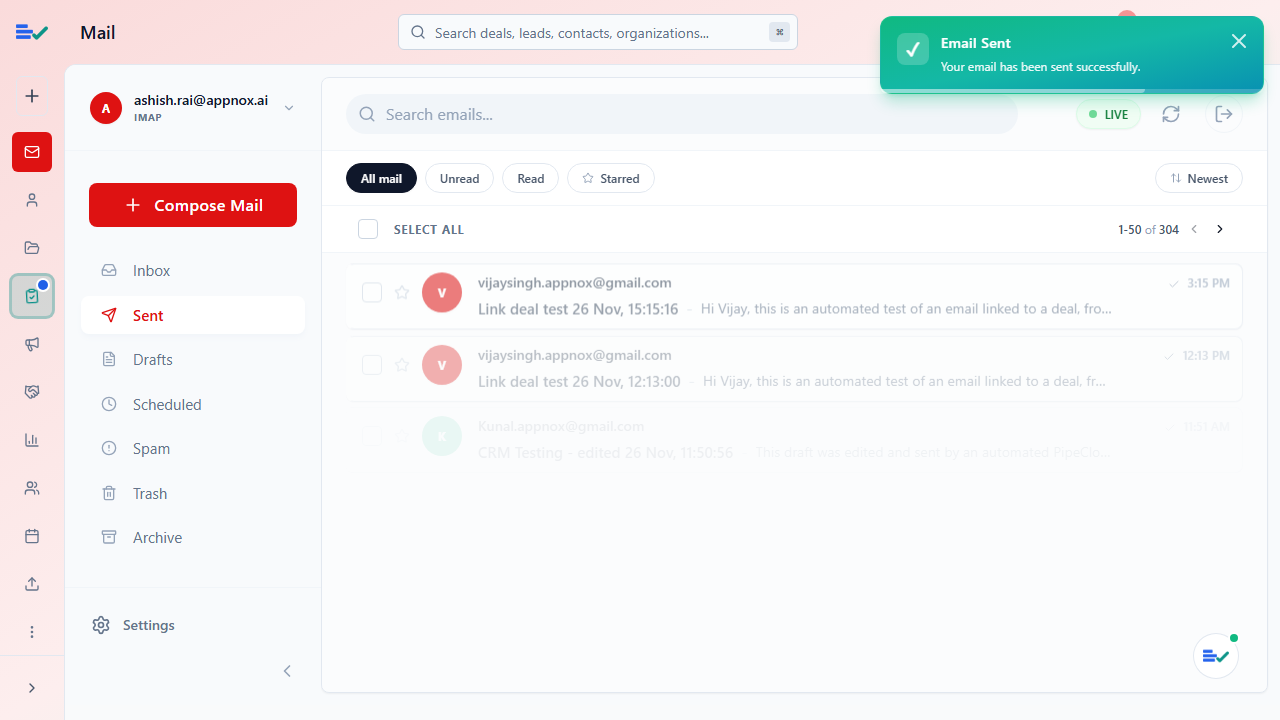 Mail
Search deals, leads, contacts, organizations...
⌘
Email Sent
Your email has been sent successfully.
A
ashish.rai@appnox.ai
IMAP
Search emails...
LIVE
Compose Mail
All mail
Unread
Read
Starred
Newest
SELECT ALL
1-50 of 304
Inbox
Sent
Drafts
Scheduled
Spam
Trash
Archive
Settings
V
vijaysingh.appnox@gmail.com
3:15 PM
Link deal test 26 Nov, 15:15:16 - Hi Vijay, this is an automated test of an email linked to a deal, fro...
V
vijaysingh.appnox@gmail.com
12:13 PM
Link deal test 26 Nov, 12:13:00 - Hi Vijay, this is an automated test of an email linked to a deal, fr...
K
Kunal.appnox@gmail.com
11:51 AM
CRM Testing - edited 26 Nov, 11:50:56 This draft was edited and sent by an automated PipeClo...